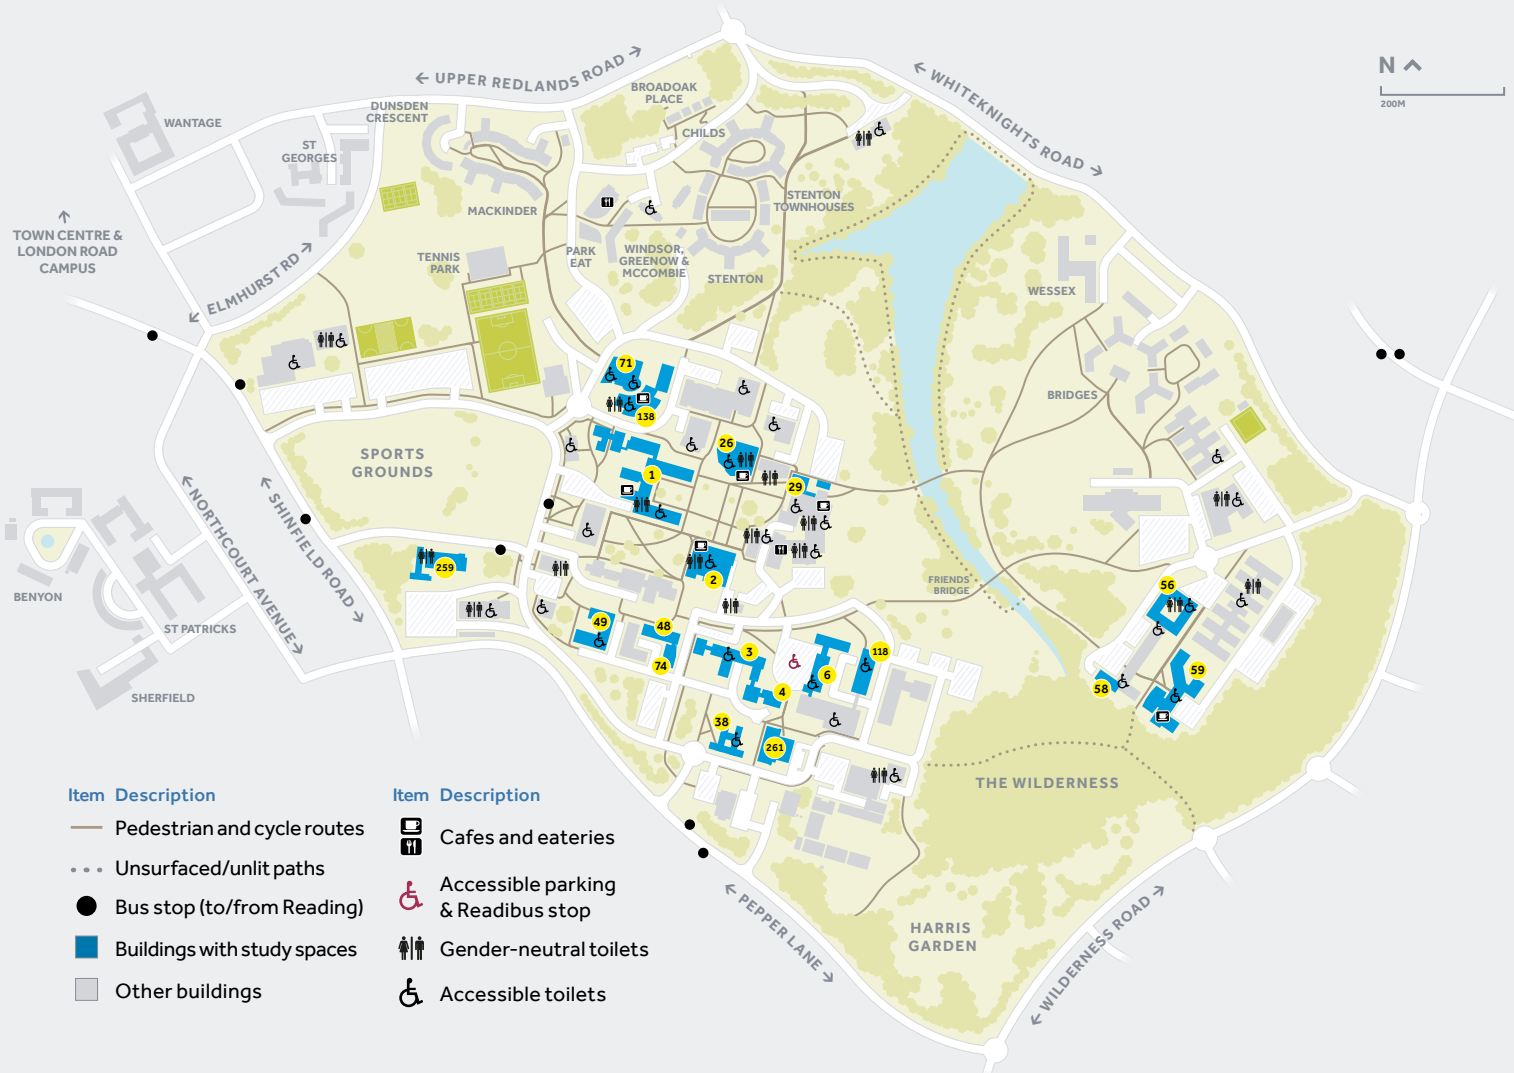 UPPER REDLANDS ROAD
WHITEKNIGHTS ROAD
N
200M
BROADOAK
PLACE
DUNSDEN
CRESCENT
WANTAGE
CHILDS
ST
GEORGES
STENTON
TOWNHOUSES
MACKINDER
TOWN CENTRE &
LONDON ROAD
CAMPUS
TENNIS
PARK
PARK
EAT
WINDSOR,
GREENOW &
MCCOMBIE
STENTON
WESSEX
ELMHURST RD
71
138
BRIDGES
26
SPORTS
GROUNDS
1
29
NORTHCOURT AVENUE
SHINFIELD ROAD
259
2
FRIENDS
BRIDGE
56
BENYON
49
48
ST PATRICKS
74
3
118
6
59
58
4
SHERFIELD
38
261
THE WILDERNESS
Item Description
Pedestrian and cycle routes
Unsurfaced/unlit paths
Bus stop (to/from Reading)
Buildings with study spaces
Other buildings
Item Description
Cafes and eateries
Accessible parking
& Readibus stop
Gender-neutral toilets
Accessible toilets
PEPPER LANE
HARRIS
GARDEN
WILDERNESS ROAD